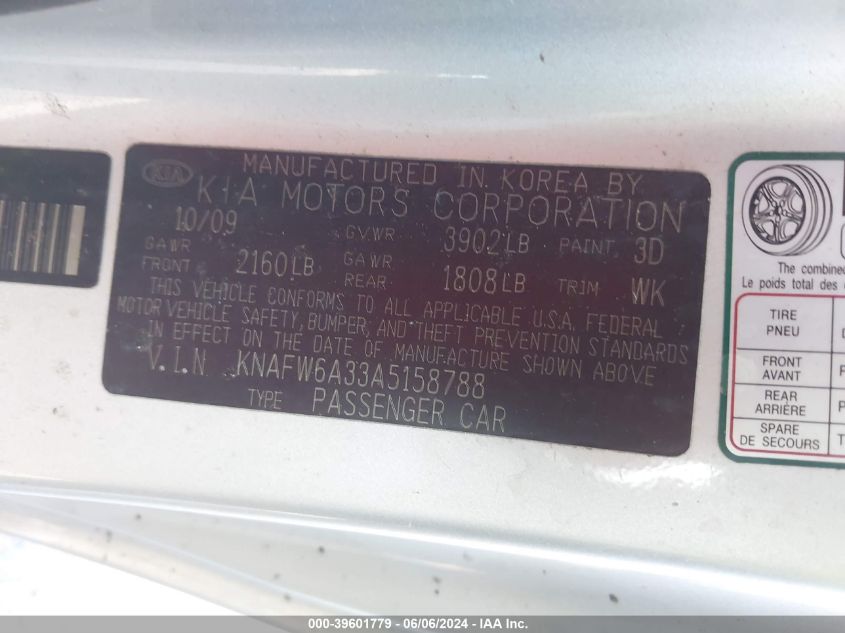 MANUFACTURED IN KOREA BY
KIA KIA MOTORS CORPORATION
10/09 GVWR 3902LB PAINT 3D
GAWR FRONT 2160LB GAWR REAR 1808LB TRIM WK
THIS VEHICLE CONFORMS TO ALL APPLICABLE U.S.A. FEDERAL
MOTOR VEHICLE SAFETY, BUMPER, AND THEFT PREVENTION STANDARDS
IN EFFECT ON THE DATE OF MANUFACTURE SHOWN ABOVE
V.I.N KNAFW6A33A5158788
TYPE PASSENGER CAR
The combined
Le poids total des
TIRE
PNEU
FRONT
AVANT
REAR
ARRIÈRE
SPARE
DE SECOURS
000-39601779 - 06/06/2024 - IAA Inc.